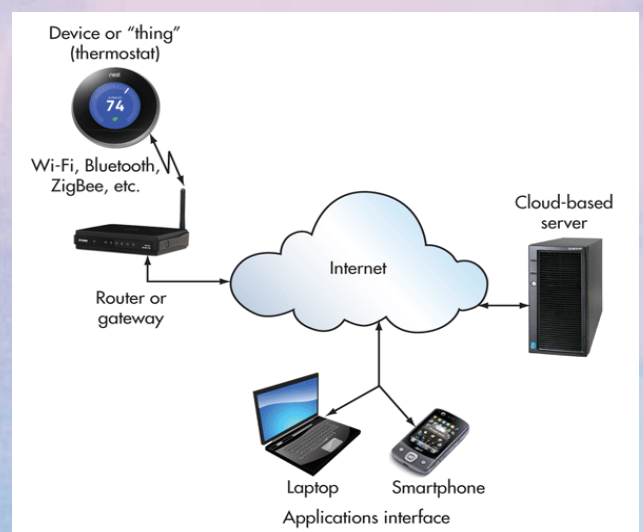 Device or “thing”
(thermostat)
nest
74
Wi-Fi, Bluetooth,
ZigBee, etc.
Router or
gateway
Internet
Cloud-based
server
Laptop
Smartphone
Applications interface